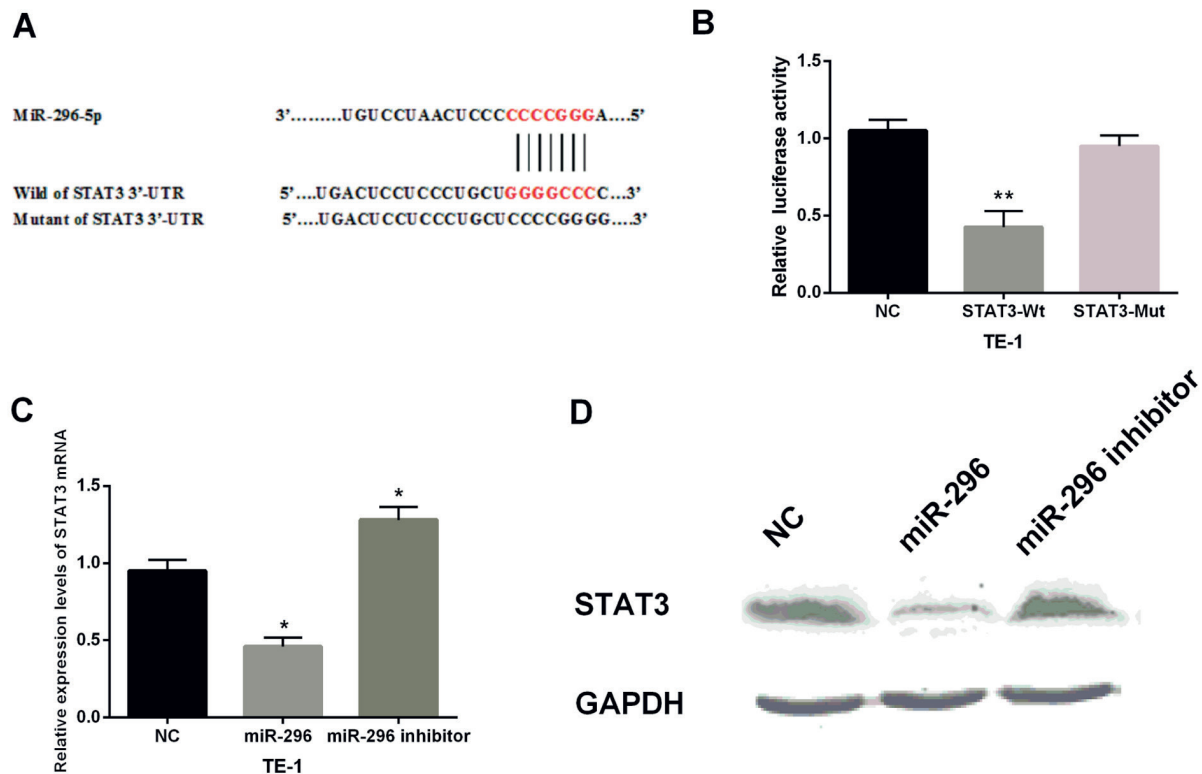 A
MiR-296-5p 3'.........UGUCCUAACUCCCCCCCGGGA....5'
Wild of STAT3 3'-UTR 5'....UGACUCCUCCCUGCUGGGGCCCC...3'
Mutant of STAT3 3'-UTR 5'....UGACUCCUCCCUGCUCCCCGGGG....3'
B
Relative luciferase activity
1.5
1.0
0.5
0.0
**
NC STAT3-Wt STAT3-Mut
TE-1
C
Relative expression levels of STAT3 mRNA
1.5
1.0
0.5
0.0
*
*
NC miR-296 miR-296 inhibitor
TE-1
D
NC miR-296 miR-296 inhibitor
STAT3
GAPDH